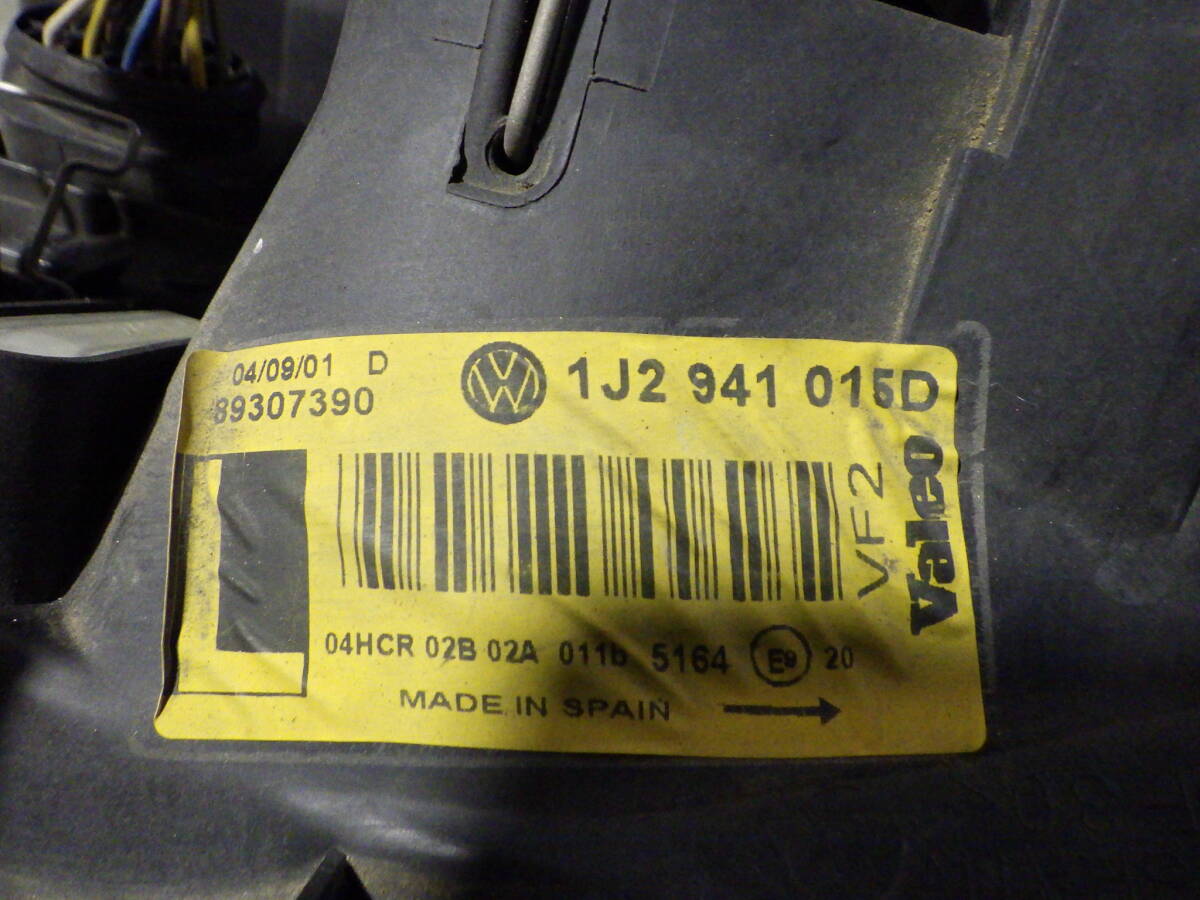 04/09/01 D
89307390
1J2 941 015D
VF2
Valeo
04HCR 02B 02A 011b 5164 E9 20
MADE IN SPAIN